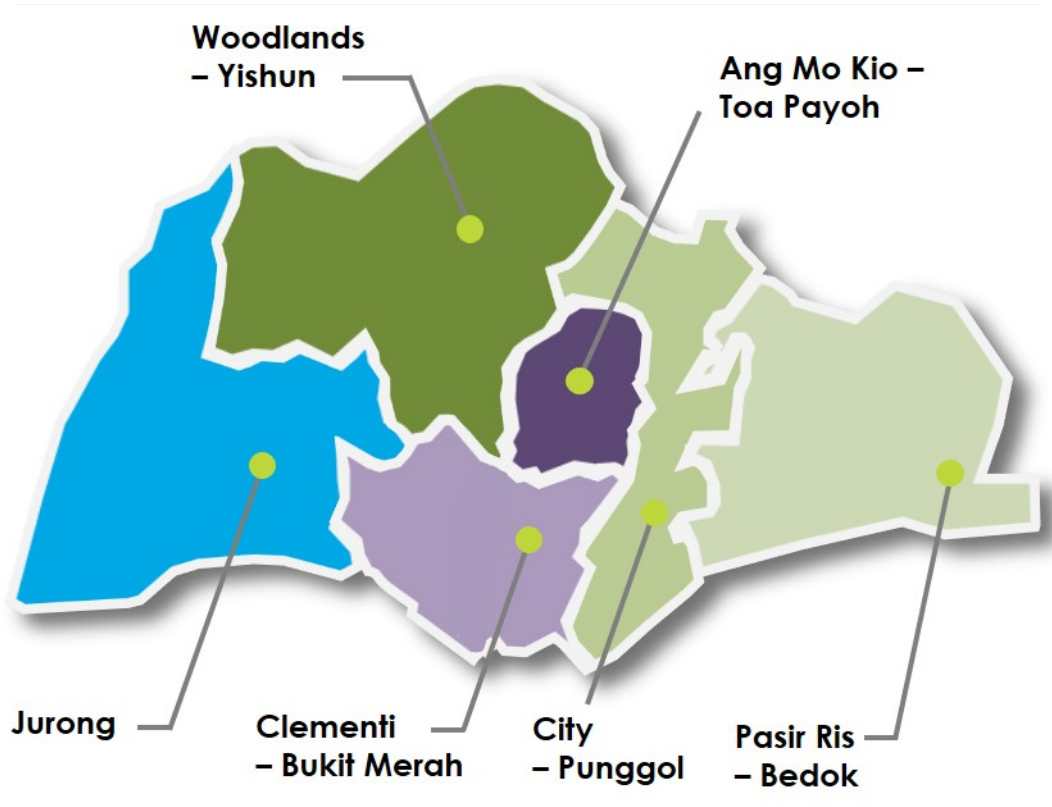 Woodlands
– Yishun
Ang Mo Kio –
Toa Payoh
Jurong
Clementi
– Bukit Merah
City
– Punggol
Pasir Ris
– Bedok